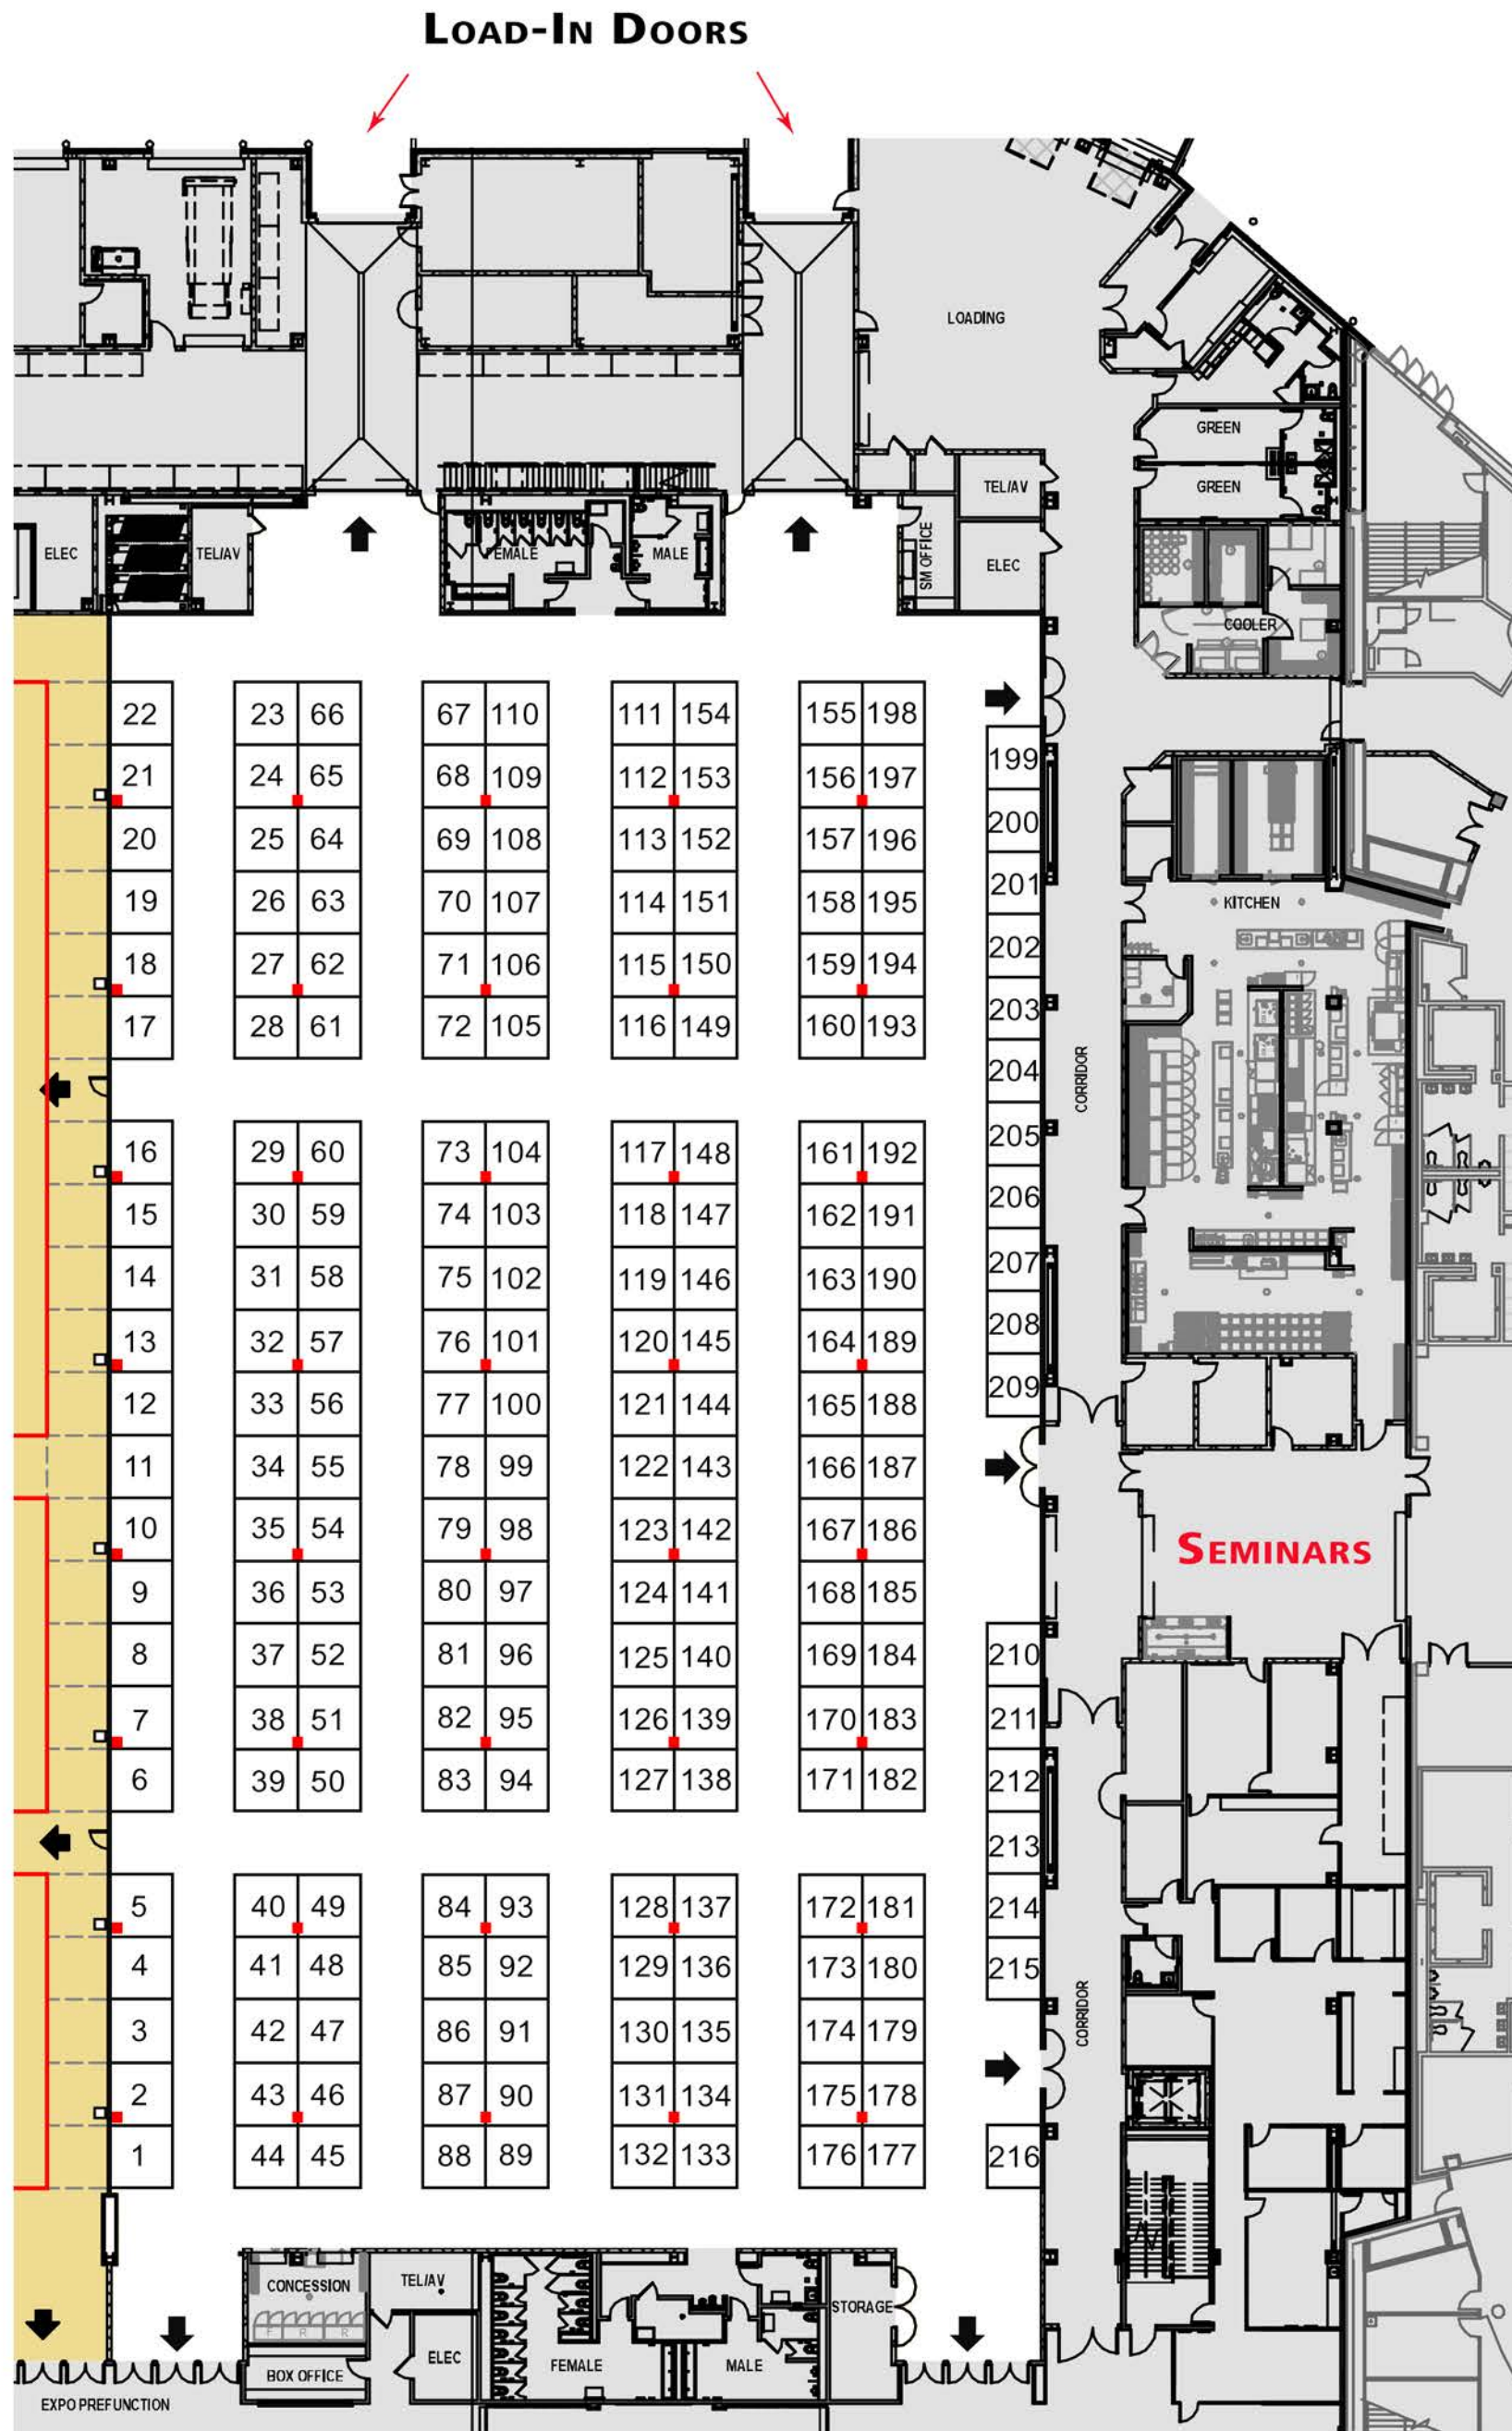 LOAD-IN DOORS
LOADING
GREEN
GREEN
TEL/AV
ELEC
TEL/AV
FEMALE
MALE
SM OFFICE
ELEC
COOLER
22 23 66 67 110 111 154 155 198
199
21 24 65 68 109 112 153 156 197
200
20 25 64 69 108 113 152 157 196
201
KITCHEN
19 26 63 70 107 114 151 158 195
202
18 27 62 71 106 115 150 159 194
203
17 28 61 72 105 116 149 160 193
204
CORRIDOR
205
16 29 60 73 104 117 148 161 192
206
15 30 59 74 103 118 147 162 191
207
14 31 58 75 102 119 146 163 190
208
13 32 57 76 101 120 145 164 189
209
12 33 56 77 100 121 144 165 188
11 34 55 78 99 122 143 166 187
10 35 54 79 98 123 142 167 186
SEMINARS
9 36 53 80 97 124 141 168 185
8 37 52 81 96 125 140 169 184 210
7 38 51 82 95 126 139 170 183 211
6 39 50 83 94 127 138 171 182 212
213
5 40 49 84 93 128 137 172 181 214
4 41 48 85 92 129 136 173 180 215
CORRIDOR
3 42 47 86 91 130 135 174 179
2 43 46 87 90 131 134 175 178
1 44 45 88 89 132 133 176 177 216
CONCESSION
TEL/AV
STORAGE
F R R
ELEC
FEMALE
MALE
BOX OFFICE
EXPO PREFUNCTION